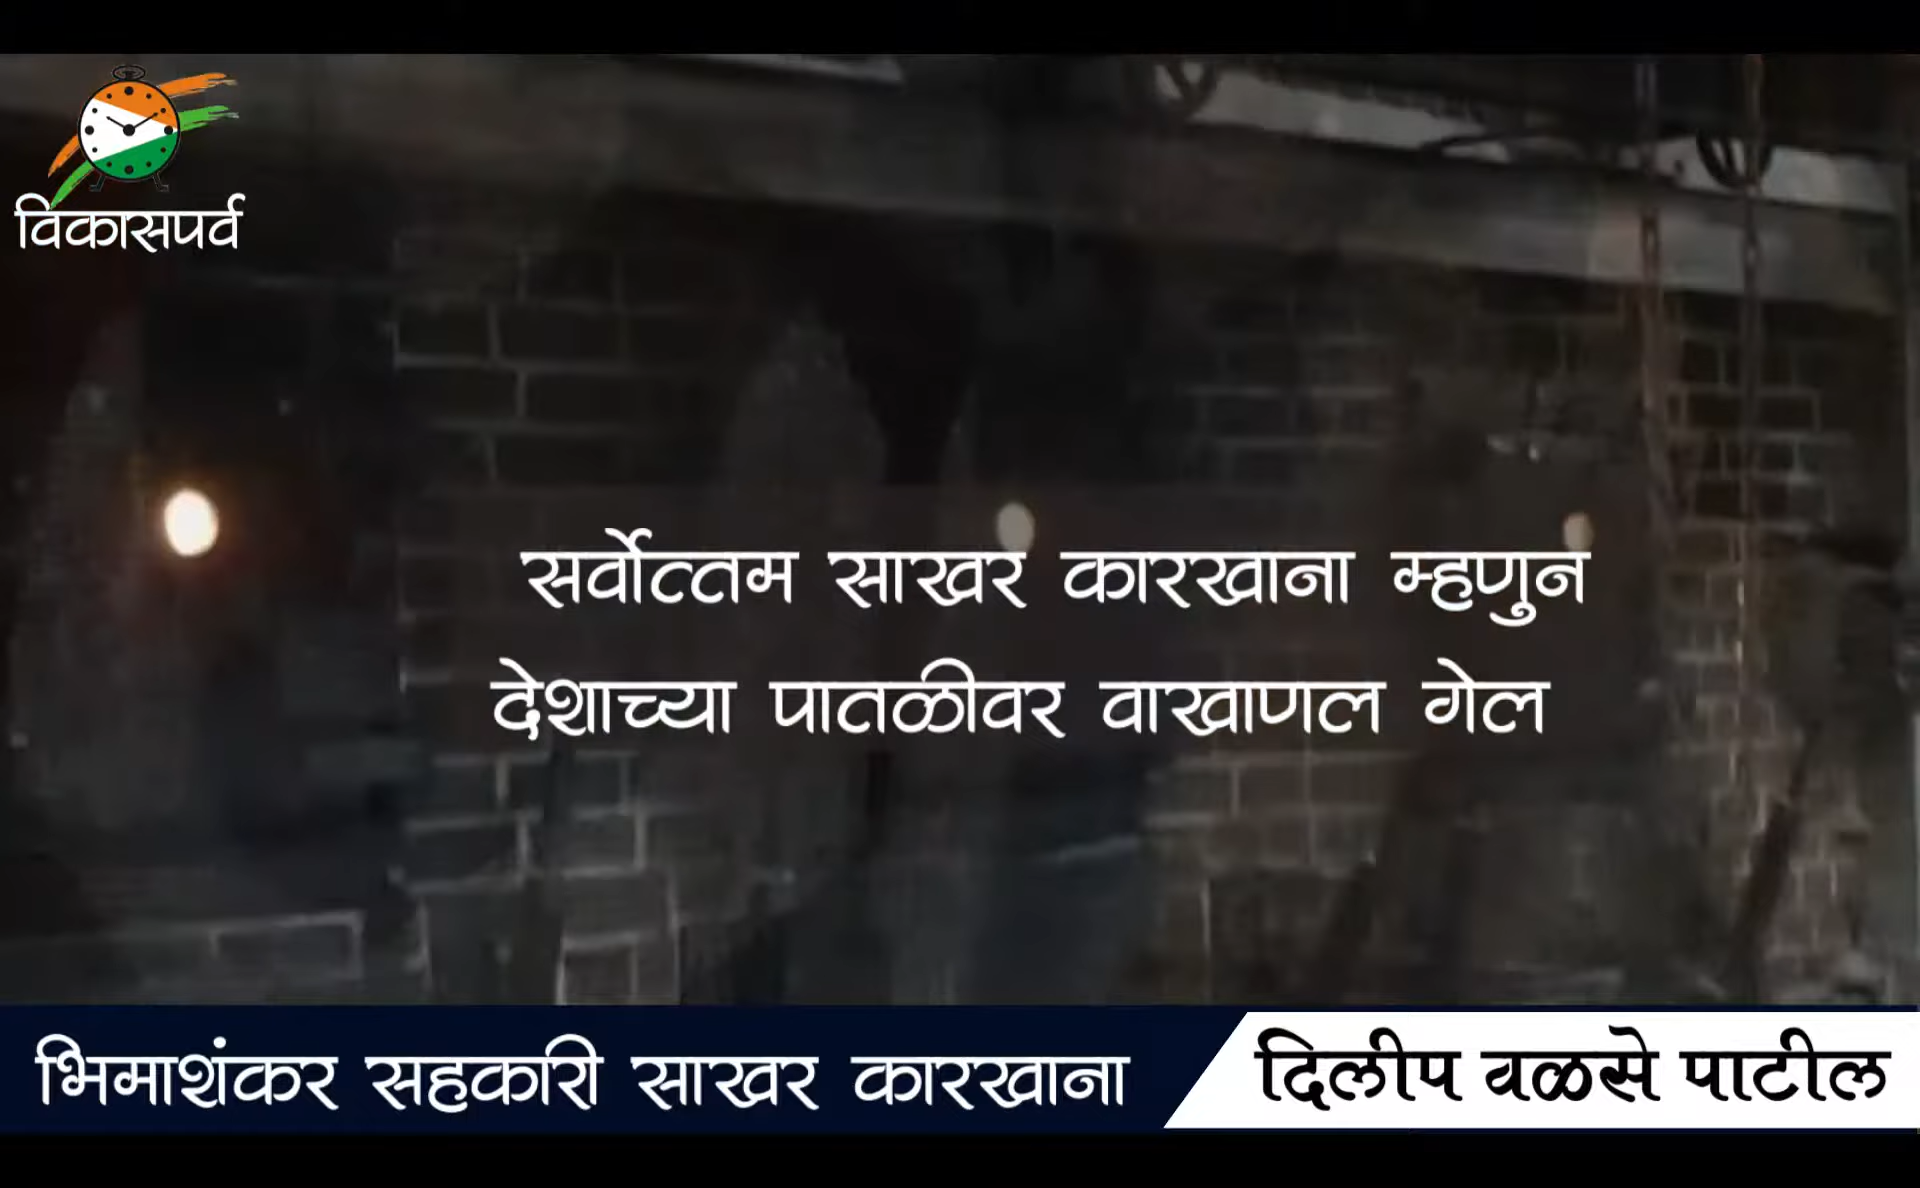 विकासपर्व
सर्वोत्तम साखर कारखाना म्हणुन
देशाच्या पातळीवर वाखाणल गेल
भिमाशंकर सहकारी साखर कारखाना
दिलीप वळसे पाटील